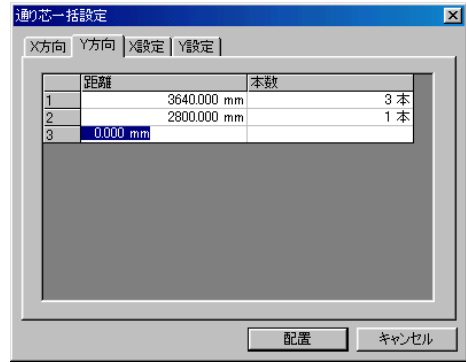 通り芯一括設定
X方向 Y方向 X設定 Y設定
距離 本数
1 3640.000 mm 3 本
2 2800.000 mm 1 本
3 0.000 mm
配置 キャンセル